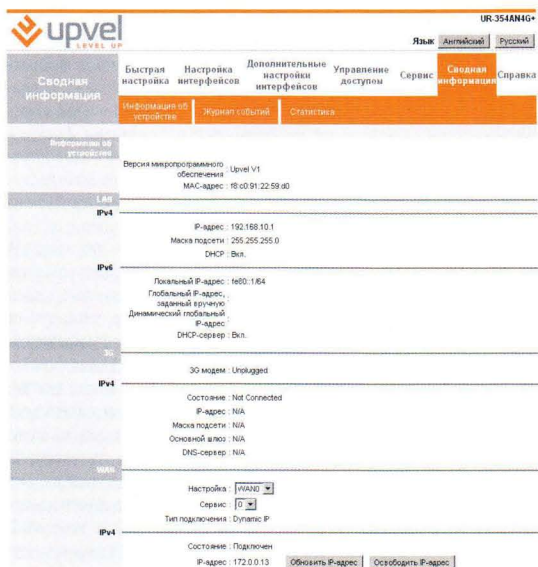 UR-354AN4G+
upvel
LEVEL UP
Язык Английский Русский
Сводная информация
Быстрая настройка
Настройка интерфейсов
Дополнительные настройки интерфейсов
Управление доступом
Сервис
Сводная информация
Справка
Информация об устройстве
Журнал событий
Статистика
Информация об устройстве
Версия микропрограммного обеспечения : Upvel V1
MAC-адрес : f8:c0:91:22:59:d0
LAN
IPv4
IP-адрес : 192.168.10.1
Маска подсети : 255.255.255.0
DHCP : Вкл.
IPv6
Локальный IP-адрес : fe80::1/64
Глобальный IP-адрес, заданный вручную :
Динамический глобальный IP-адрес :
DHCP-сервер : Вкл.
3G
3G модем : Unplugged
IPv4
Состояние : Not Connected
IP-адрес : N/A
Маска подсети : N/A
Основной шлюз : N/A
DNS-сервер : N/A
WAN
Настройка : WAN0
Сервис : 0
Тип подключения : Dynamic IP
IPv4
Состояние : Подключен
IP-адрес : 172.0.0.13 Обновить IP-адрес Освободить IP-адрес